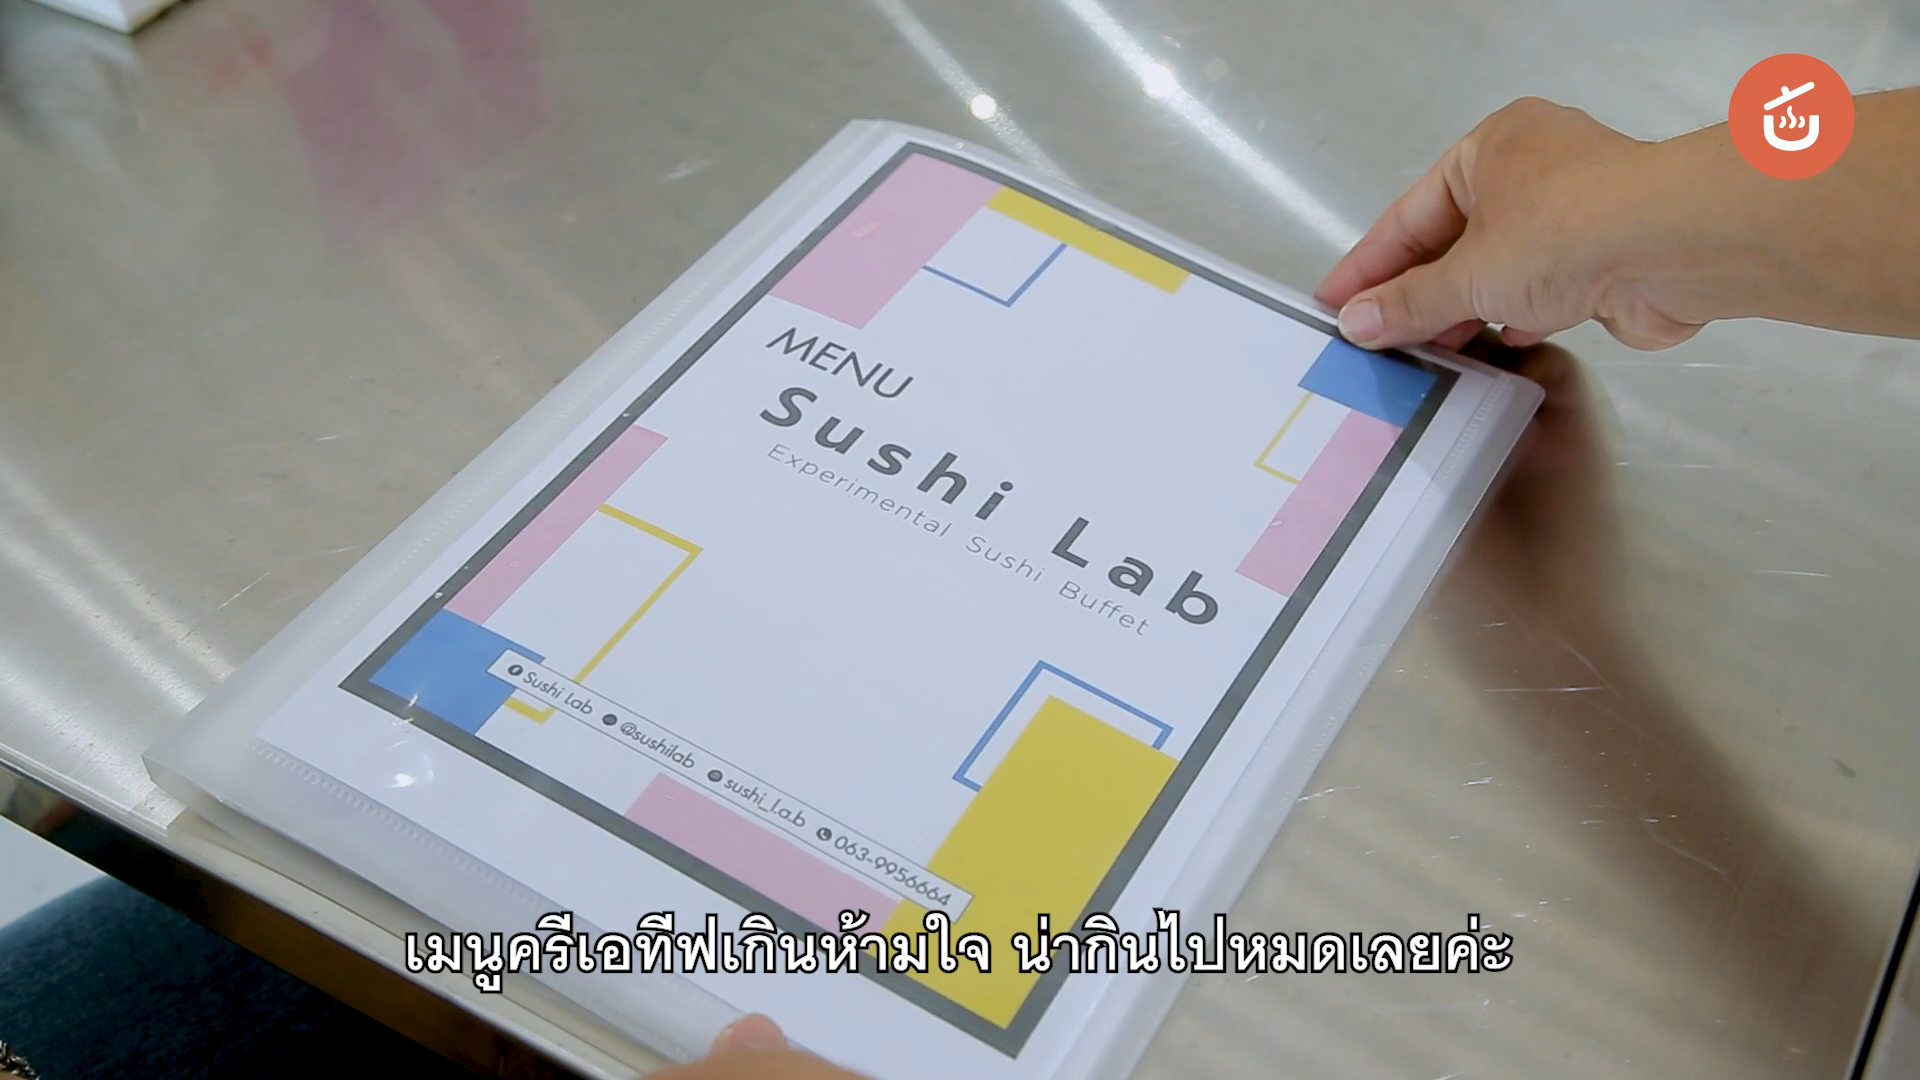 MENU
Sushi Lab
Experimental Sushi Buffet
Sushi Lab @sushilab sushi_l.a.b 063-9956664
เมนูครีเอทีฟเกินห้ามใจ น่ากินไปหมดเลยค่ะ